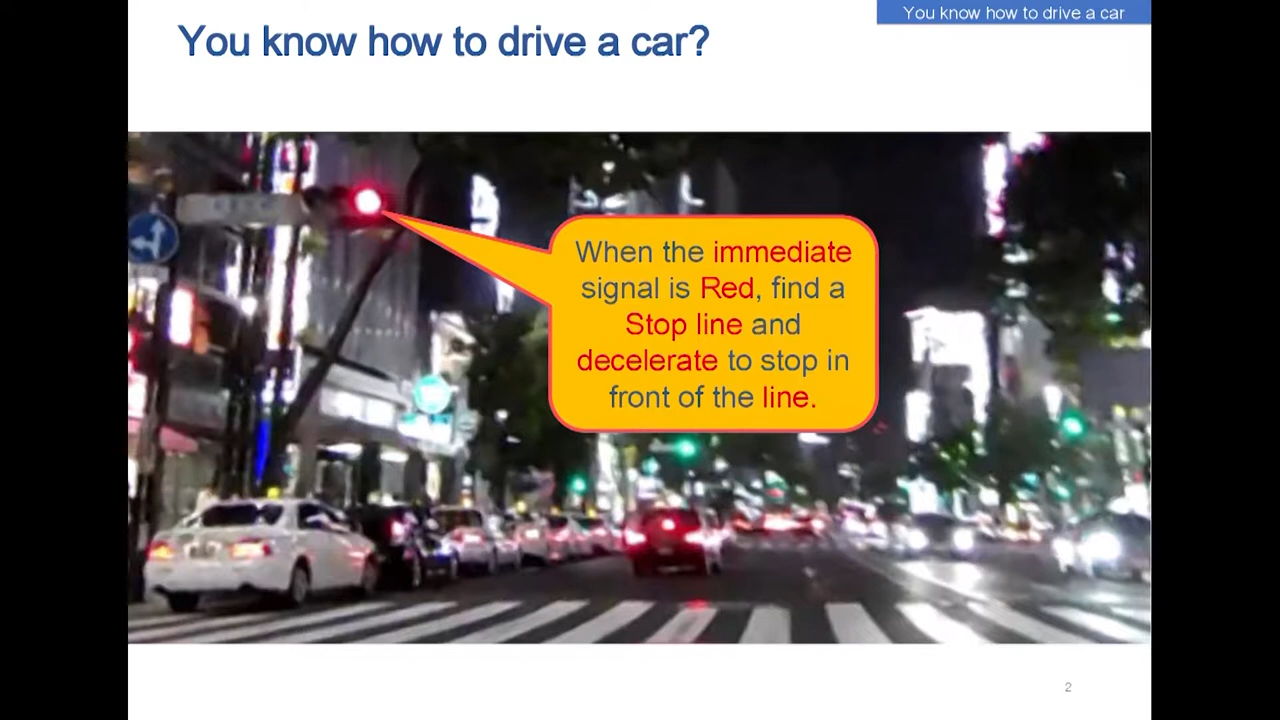 You know how to drive a car
You know how to drive a car?
When the immediate
signal is Red, find a
Stop line and
decelerate to stop in
front of the line.
2